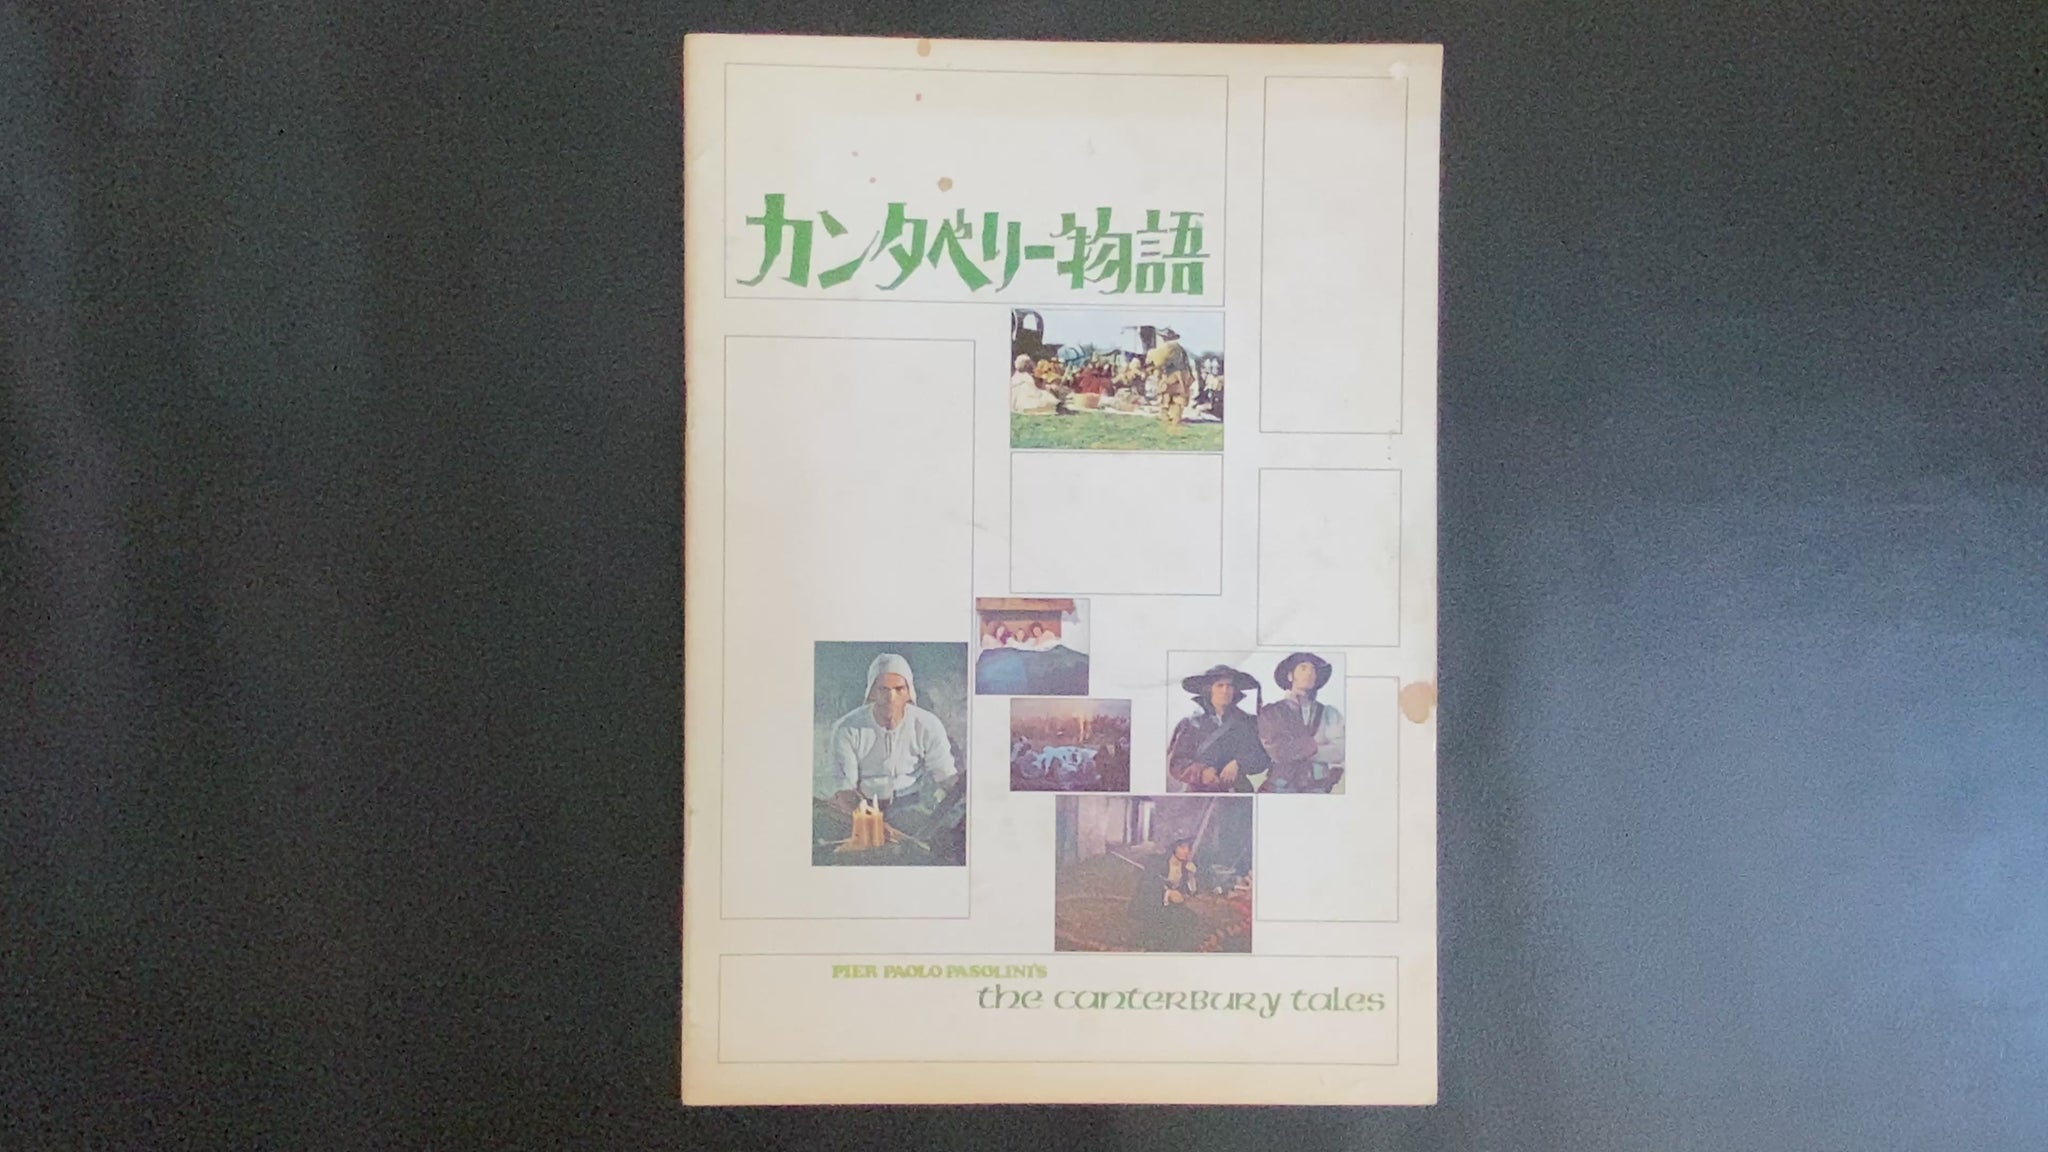 カンタベリー物語
PIER PAOLO PASOLINI'S
the canterbury tales